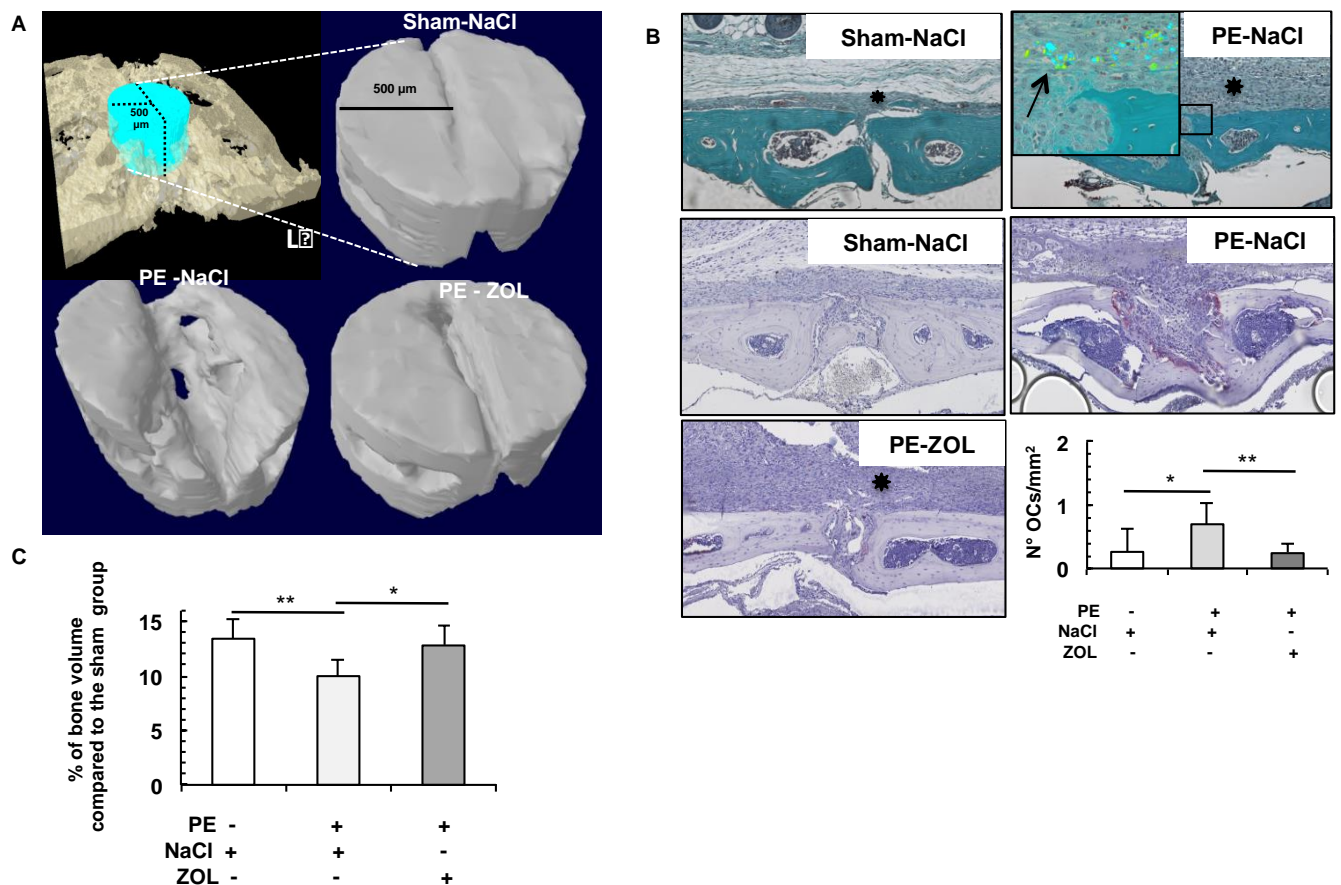 A
Sham-NaCl
500 µm
500
µm
L
PE -NaCl
PE - ZOL
B
Sham-NaCl
PE-NaCl
Sham-NaCl
PE-NaCl
PE-ZOL
N° OCs/mm²
2
1
0
*
**
PE - + +
NaCl + + -
ZOL - - +
C
% of bone volume
compared to the sham group
15
10
5
0
**
*
PE - + +
NaCl + + -
ZOL - - +